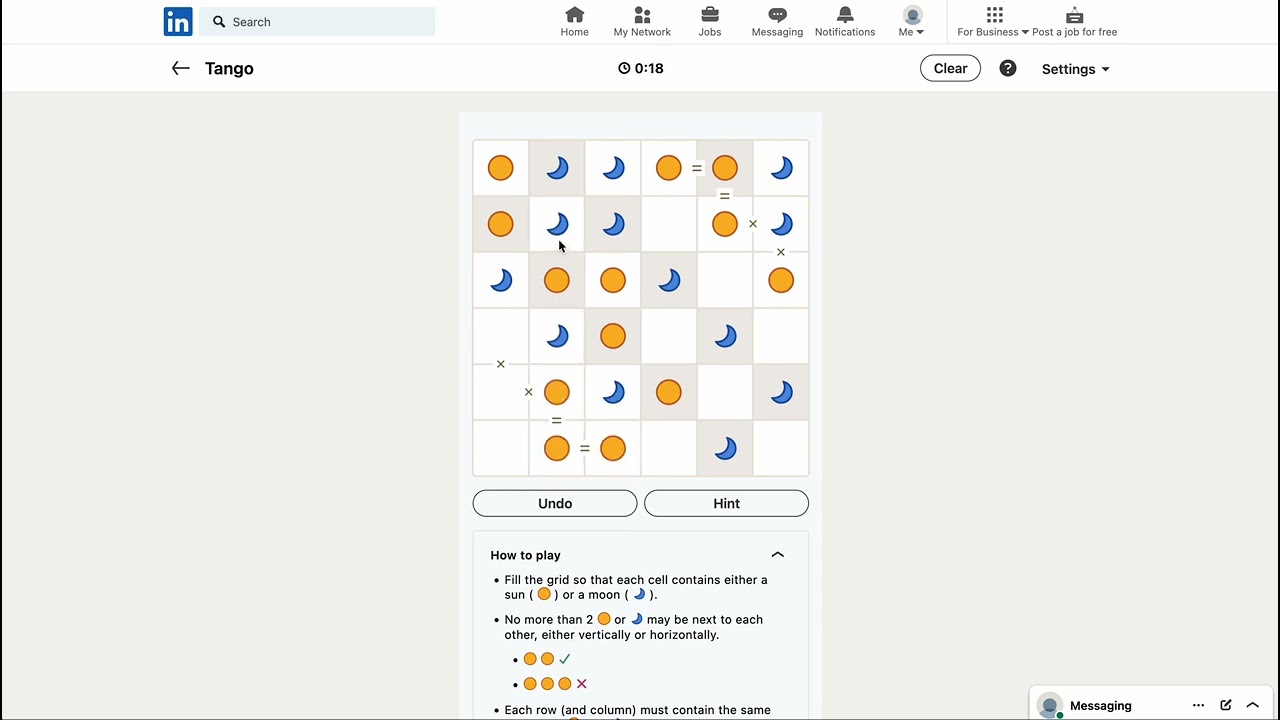 in Search
Home My Network Jobs Messaging Notifications Me For Business Post a job for free
Tango 0:18 Clear ? Settings
=
=
×
×
×
×
=
=
Undo Hint
How to play
• Fill the grid so that each cell contains either a
sun ( ) or a moon ( ).
• No more than 2 or may be next to each
other, either vertically or horizontally.
• Each row (and column) must contain the same
Messaging